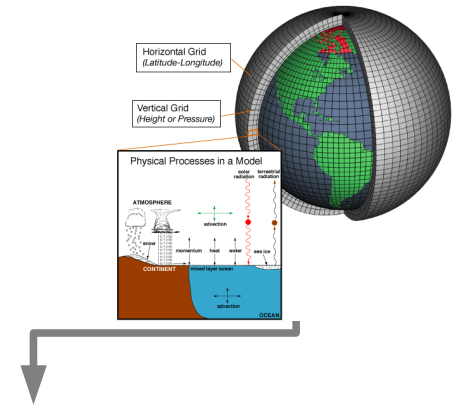 Horizontal Grid
(Latitude-Longitude)
Vertical Grid
(Height or Pressure)
Physical Processes in a Model
solar
radiation
terrestrial
radiation
ATMOSPHERE
advection
snow
momentum
heat
water
sea ice
CONTINENT
mixed layer ocean
advection
OCEAN